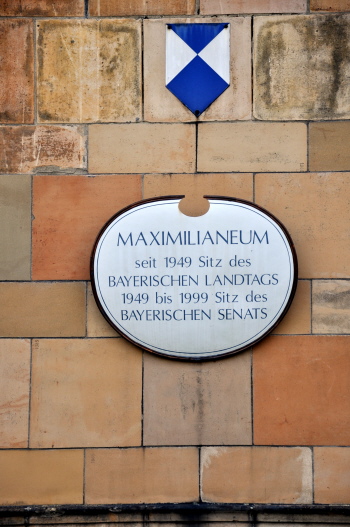 MAXIMILIANEUM
seit 1949 Sitz des
BAYERISCHEN LANDTAGS
1949 bis 1999 Sitz des
BAYERISCHEN SENATS